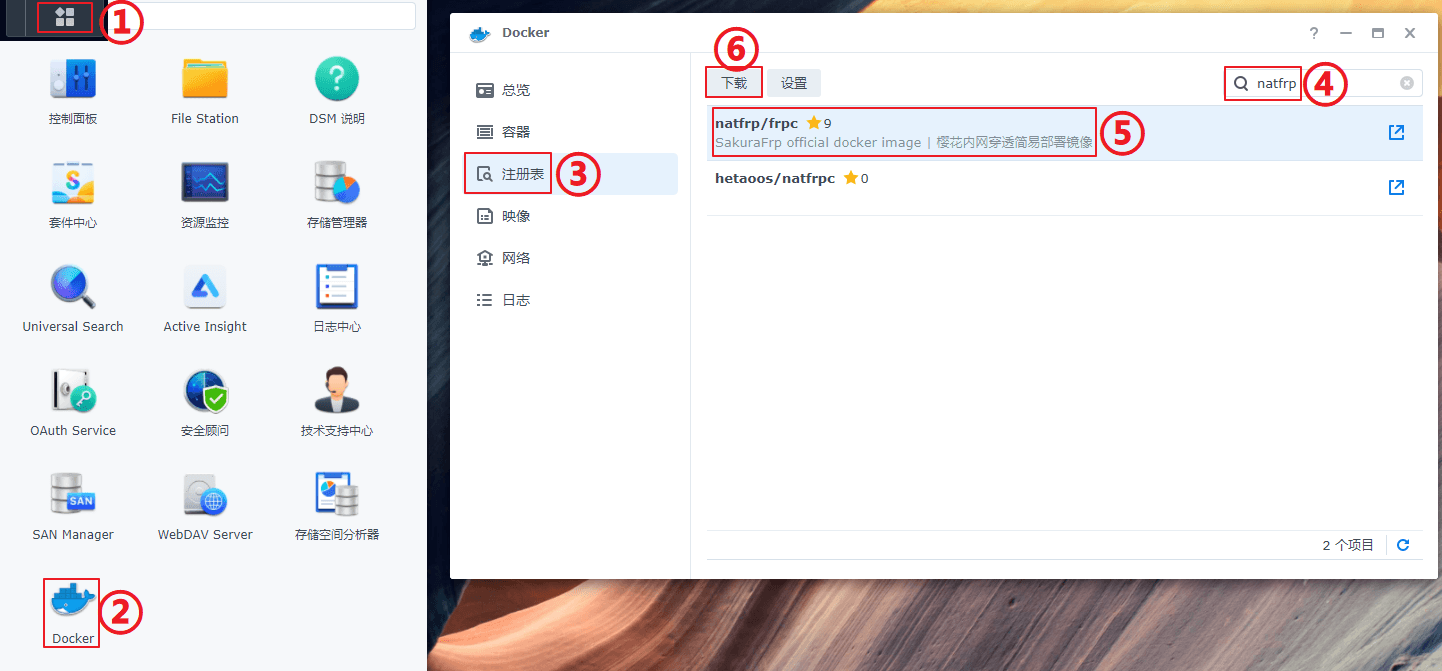 ①
控制面板
File Station
DSM 说明
套件中心
资源监控
存储管理器
Universal Search
Active Insight
日志中心
OAuth Service
安全顾问
技术支持中心
SAN
SAN Manager
WebDAV Server
存储空间分析器
Docker
②
Docker
?
总览
容器
注册表
③
映像
网络
日志
⑥
下载
设置
natfrp
④
natfrp/frpc 9
SakuraFrp official docker image | 樱花内网穿透简易部署镜像
⑤
hetaoos/natfrpc 0
2 个项目